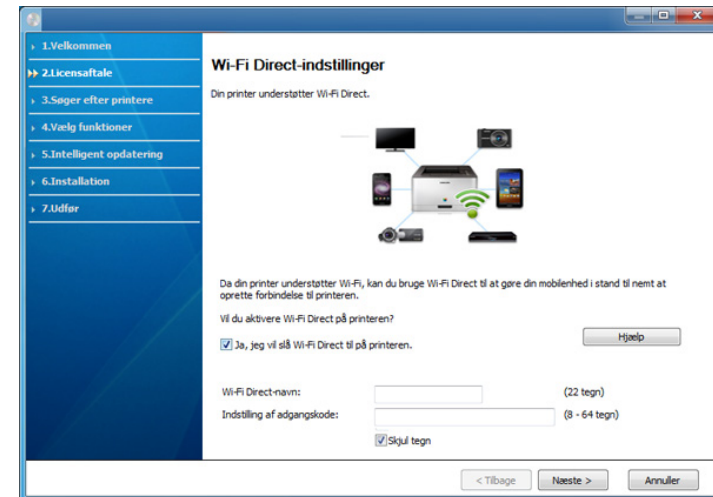 1.Velkommen
2.Licensaftale
3.Søger efter printere
4.Vælg funktioner
5.Intelligent opdatering
6.Installation
7.Udfør
Wi-Fi Direct-indstillinger
Din printer understøtter Wi-Fi Direct.
Da din printer understøtter Wi-Fi, kan du bruge Wi-Fi Direct til at gøre din mobilenhed i stand til nemt at
oprette forbindelse til printeren.
Vil du aktivere Wi-Fi Direct på printeren?
Ja, jeg vil slå Wi-Fi Direct til på printeren.
Hjælp
Wi-Fi Direct-navn: (22 tegn)
Indstilling af adgangskode: (8 - 64 tegn)
Skjul tegn
< Tilbage Næste > Annuller